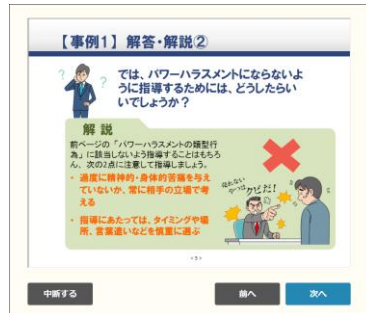 【事例1】 解答・解説②
では、パワーハラスメントにならないよ
うに指導するためには、どうしたらい
いでしょうか？
解 説
前ページの「パワーハラスメントの類型行
為」に該当しないよう指導することはもちろ
ん、次の2点に注意して指導しましょう。
・ 過度に精神的・身体的苦痛を与え
ていないか、常に相手の立場で考
える
・ 指導にあたっては、タイミングや場
所、言葉遣いなどを慎重に選ぶ
使えない
やつはクビだ！
中断する
前へ
次へ